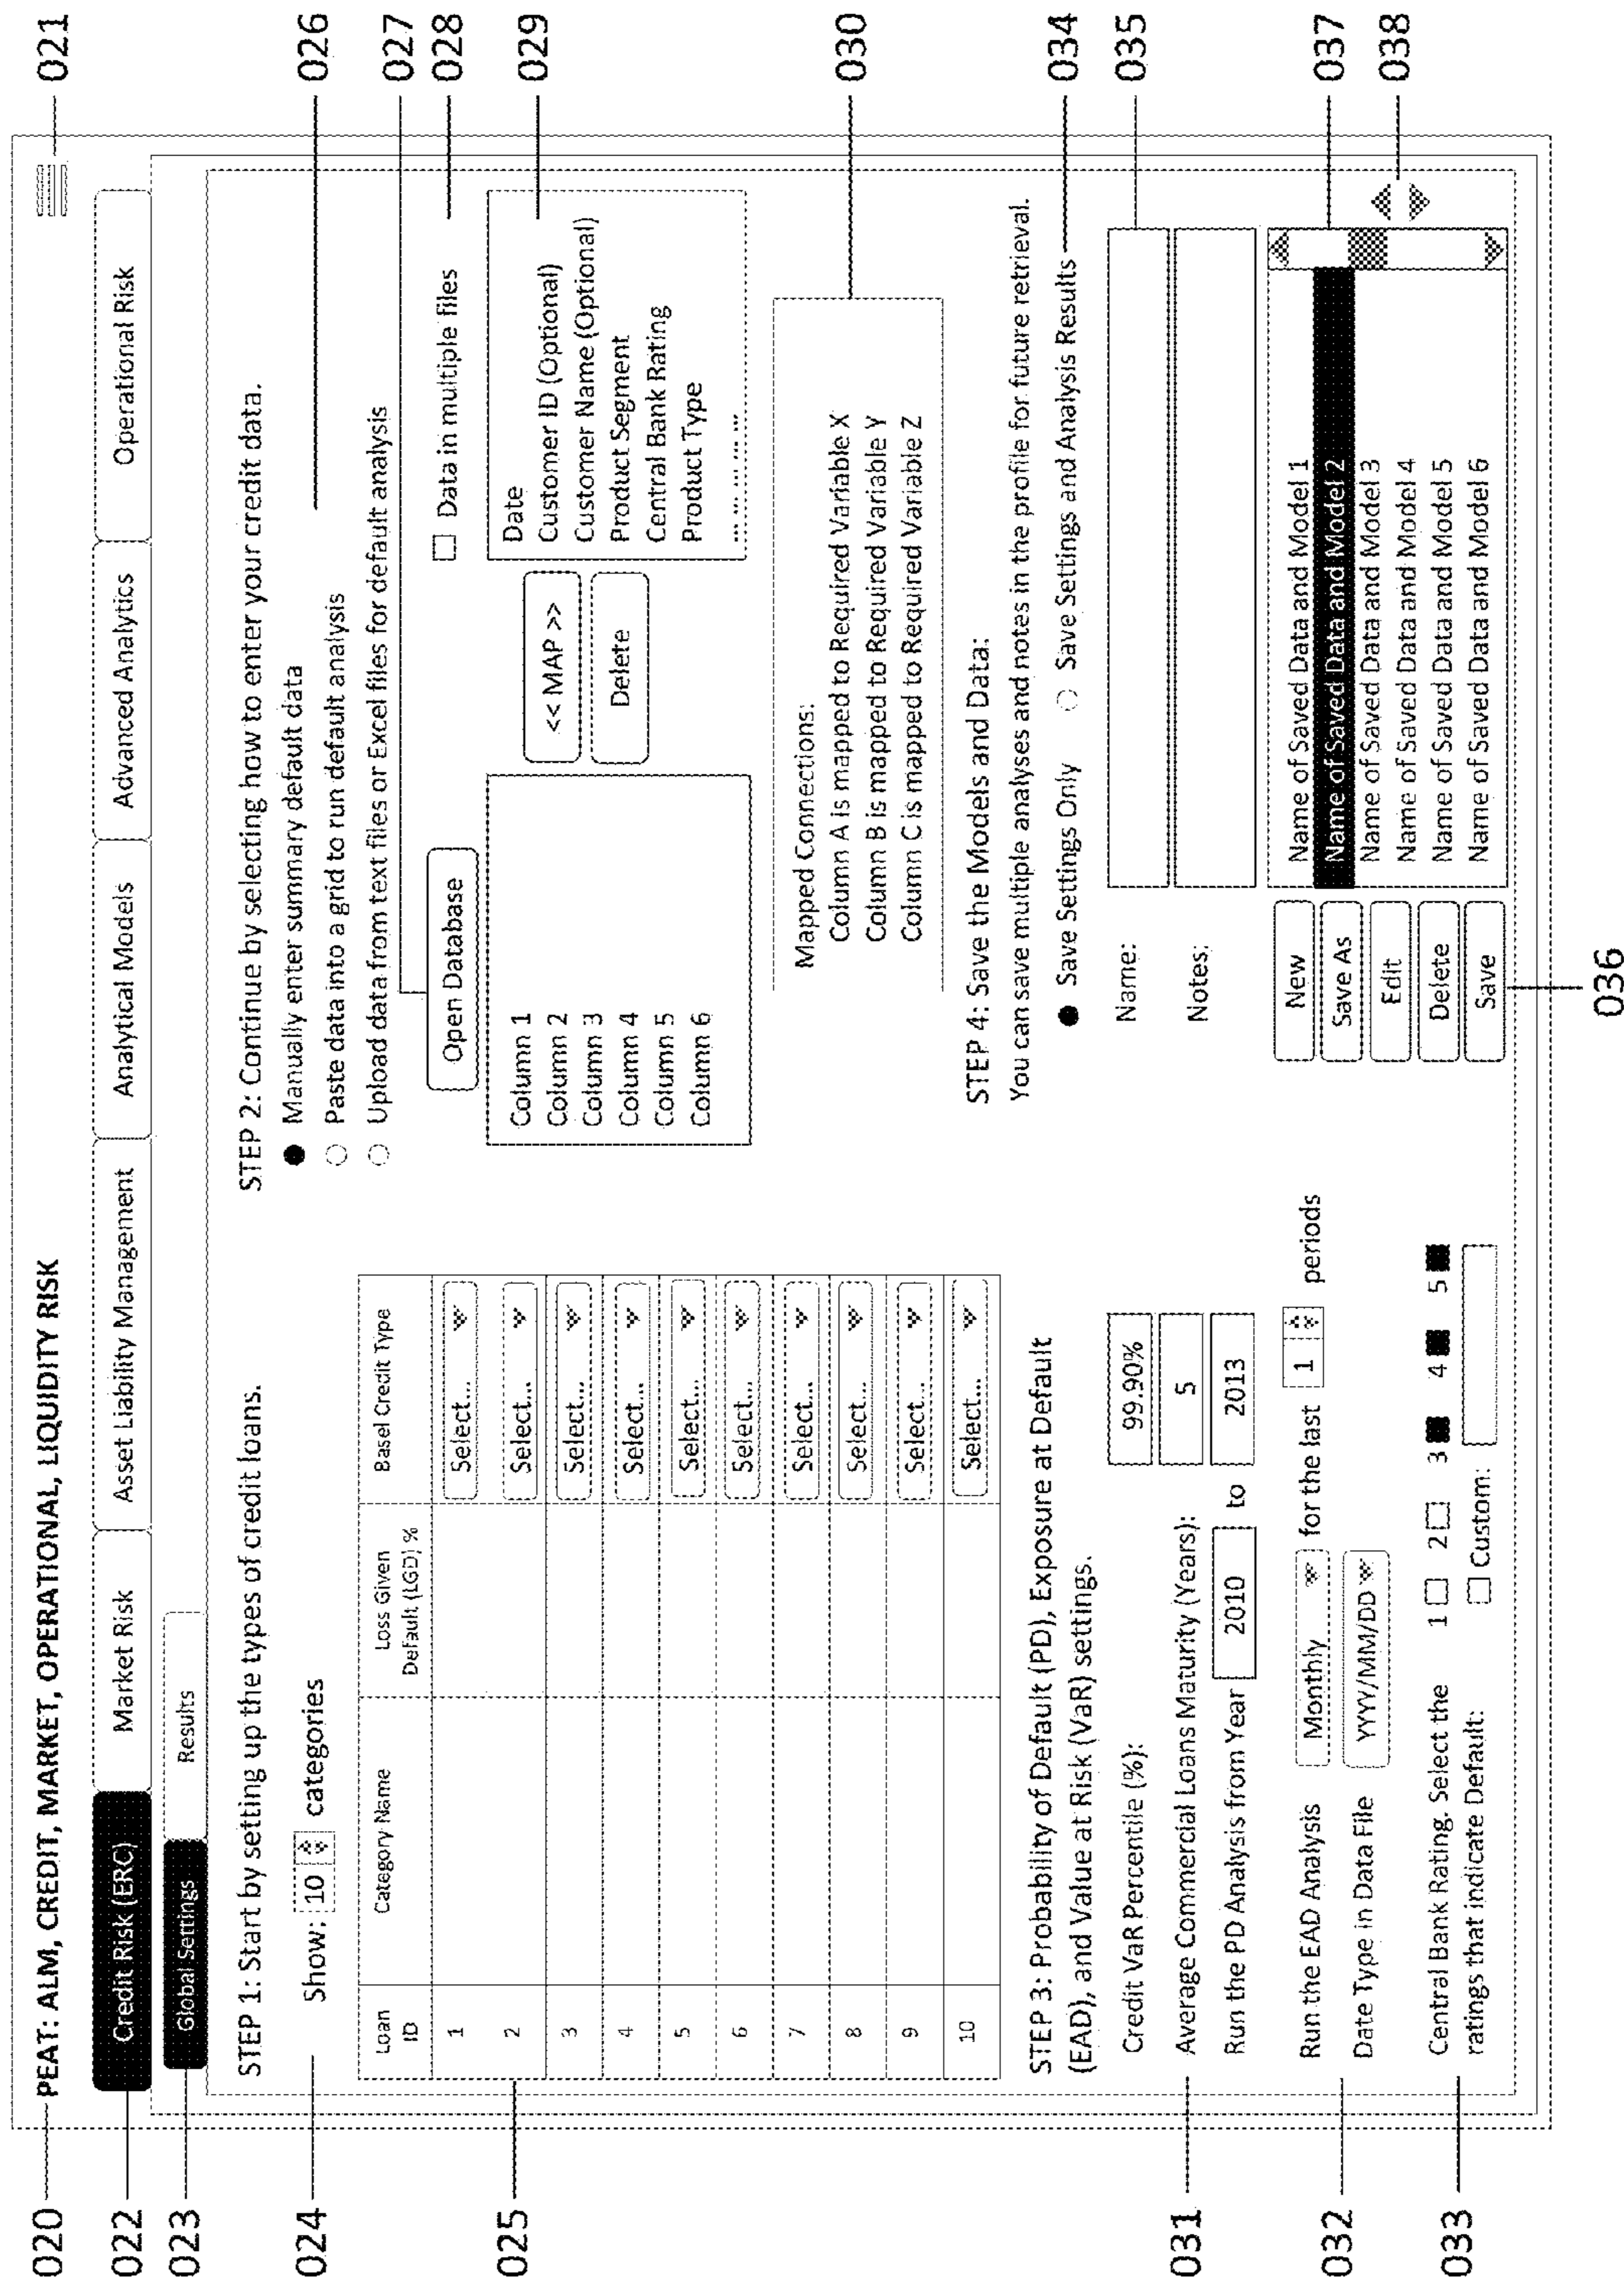 020
PEAT: ALM, CREDIT, MARKET, OPERATIONAL, LIQUIDITY RISK
021
022
Credit Risk (ERC)
Market Risk
Asset Liability Management
Analytical Models
Advanced Analytics
Operational Risk
023
Global Settings
Results
STEP 1: Start by setting up the types of credit loans.
024
Show: 10 categories
Loan ID
Category Name
Loss Given Default (LGD) %
Basel Credit Type
025
1 Select...
2 Select...
3 Select...
4 Select...
5 Select...
6 Select...
7 Select...
8 Select...
9 Select...
10 Select...
STEP 2: Continue by selecting how to enter your credit data.
Manually enter summary default data
026
Paste data into a grid to run default analysis
Upload data from text files or Excel files for default analysis
027
Open Database
Data in multiple files
028
Column 1
Column 2
Column 3
Column 4
Column 5
Column 6
<< MAP >>
Delete
Date
Customer ID (Optional)
029
Customer Name (Optional)
Product Segment
Central Bank Rating
Product Type
... ... ... ... ...
Mapped Connections:
Column A is mapped to Required Variable X
030
Column B is mapped to Required Variable Y
Column C is mapped to Required Variable Z
STEP 3: Probability of Default (PD), Exposure at Default
(EAD), and Value at Risk (VaR) settings.
Credit VaR Percentile (%): 99.90%
031
Average Commercial Loans Maturity (Years): 5
Run the PD Analysis from Year 2010 to 2013
Run the EAD Analysis Monthly for the last 1 periods
032
Date Type in Data File YYYY/MM/DD
Central Bank Rating. Select the 1 2 3 4 5
033
ratings that indicate Default: Custom:
STEP 4: Save the Models and Data:
You can save multiple analyses and notes in the profile for future retrieval.
Save Settings Only Save Settings and Analysis Results
034
Name:
035
Notes:
New
Save As
Edit
Delete
Save
036
Name of Saved Data and Model 1
Name of Saved Data and Model 2
037
Name of Saved Data and Model 3
Name of Saved Data and Model 4
Name of Saved Data and Model 5
Name of Saved Data and Model 6
038